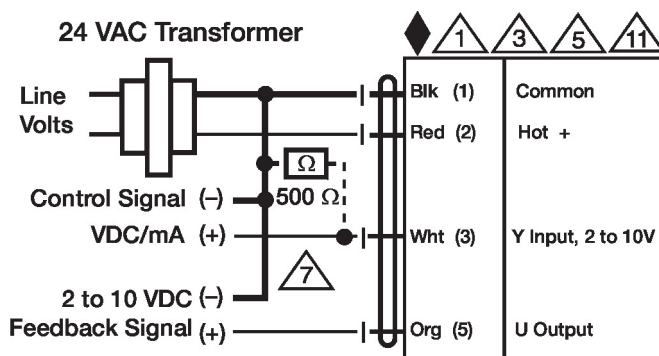 24 VAC Transformer
1 3 5 11
Line
Volts
Blk (1) Common
Red (2) Hot +
Ω
500 Ω
Control Signal (–)
VDC/mA (+)
Wht (3) Y Input, 2 to 10V
7
2 to 10 VDC (–)
Feedback Signal (+)
Org (5) U Output